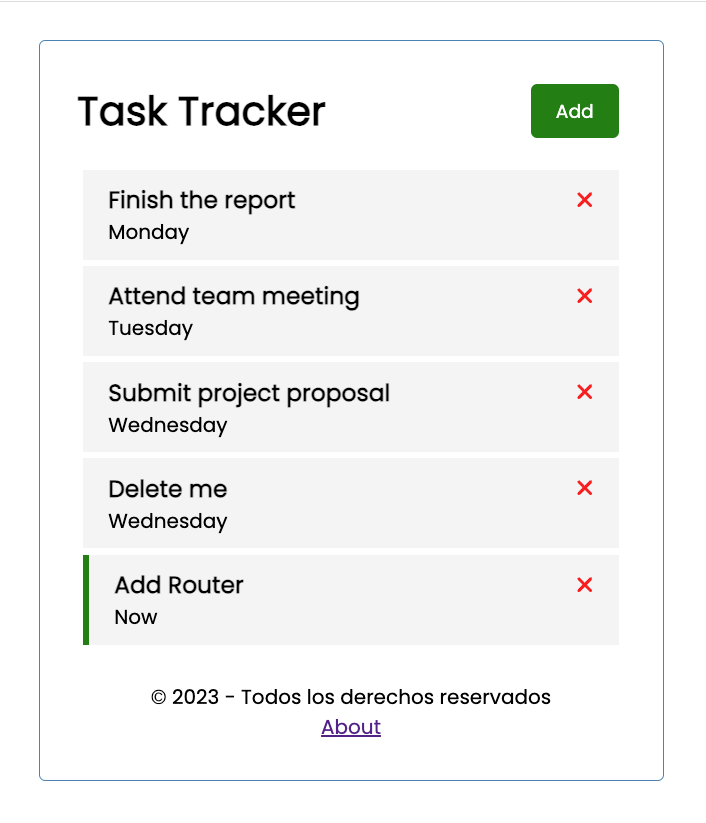 Task Tracker
Add
Finish the report
Monday
Attend team meeting
Tuesday
Submit project proposal
Wednesday
Delete me
Wednesday
Add Router
Now
© 2023 - Todos los derechos reservados
About